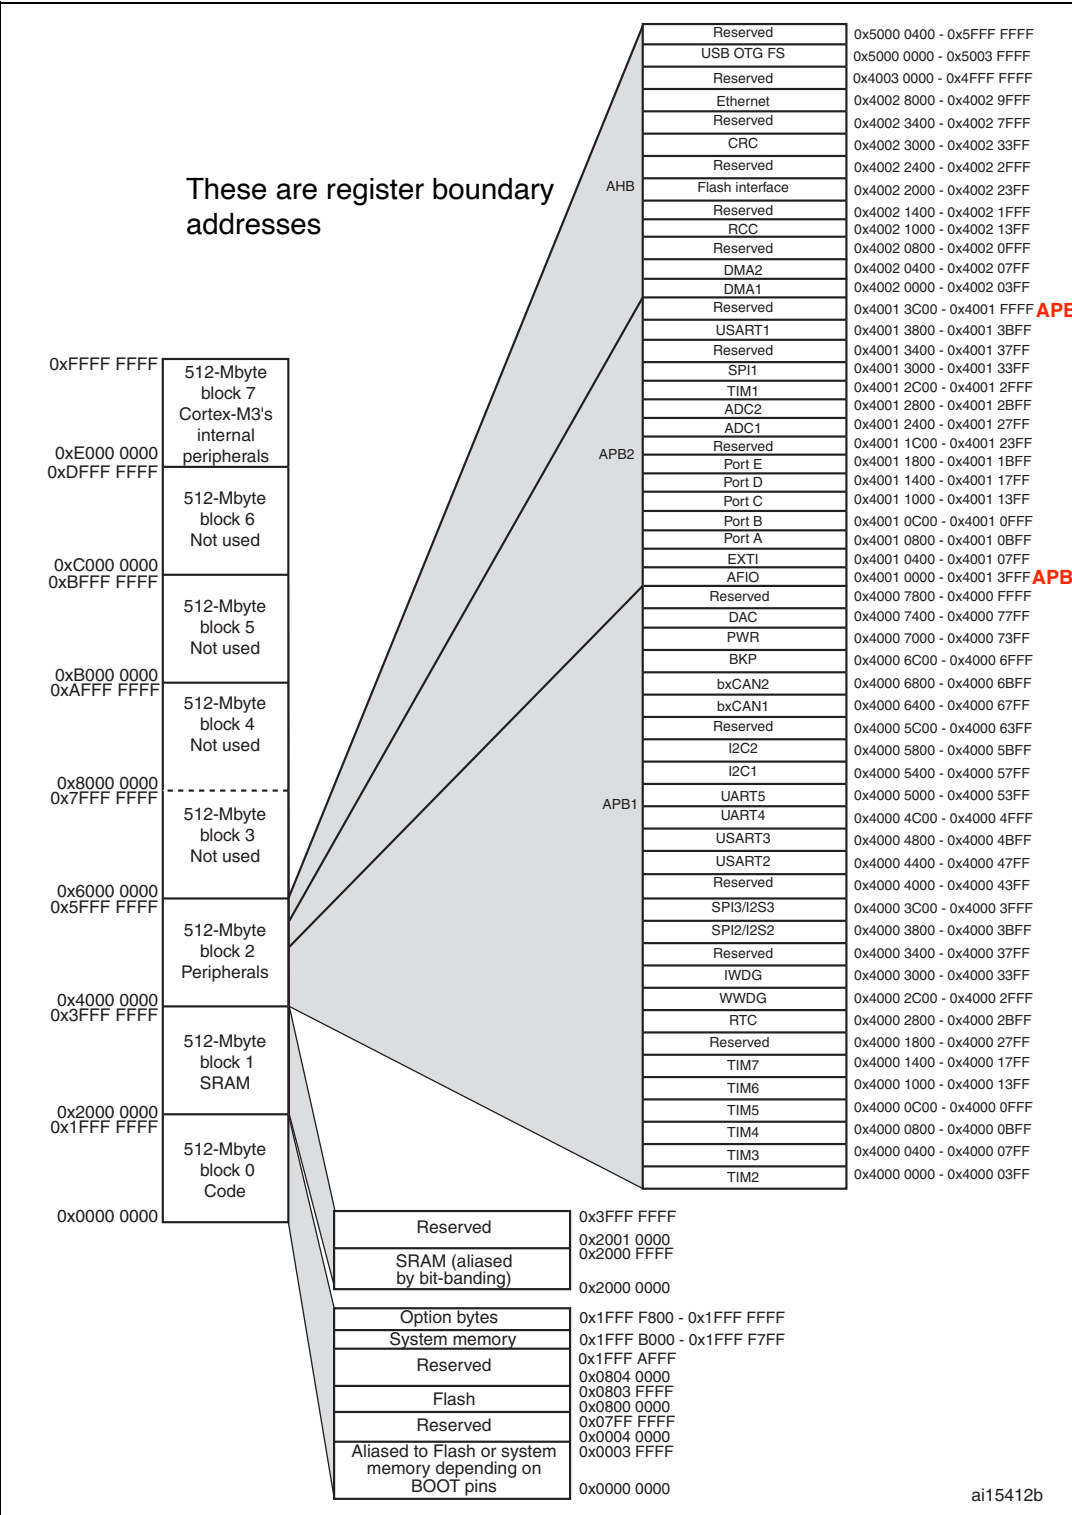 These are register boundary
addresses
AHB
Reserved 0x5000 0400 - 0x5FFF FFFF
USB OTG FS 0x5000 0000 - 0x5003 FFFF
Reserved 0x4003 0000 - 0x4FFF FFFF
Ethernet 0x4002 8000 - 0x4002 9FFF
Reserved 0x4002 3400 - 0x4002 7FFF
CRC 0x4002 3000 - 0x4002 33FF
Reserved 0x4002 2400 - 0x4002 2FFF
Flash interface 0x4002 2000 - 0x4002 23FF
Reserved 0x4002 1400 - 0x4002 1FFF
RCC 0x4002 1000 - 0x4002 13FF
Reserved 0x4002 0800 - 0x4002 0FFF
DMA2 0x4002 0400 - 0x4002 07FF
DMA1 0x4002 0000 - 0x4002 03FF
APB2
Reserved 0x4001 3C00 - 0x4001 FFFF APB
USART1 0x4001 3800 - 0x4001 3BFF
Reserved 0x4001 3400 - 0x4001 37FF
SPI1 0x4001 3000 - 0x4001 33FF
TIM1 0x4001 2C00 - 0x4001 2FFF
ADC2 0x4001 2800 - 0x4001 2BFF
ADC1 0x4001 2400 - 0x4001 27FF
Reserved 0x4001 1C00 - 0x4001 23FF
Port E 0x4001 1800 - 0x4001 1BFF
Port D 0x4001 1400 - 0x4001 17FF
Port C 0x4001 1000 - 0x4001 13FF
Port B 0x4001 0C00 - 0x4001 0FFF
Port A 0x4001 0800 - 0x4001 0BFF
EXTI 0x4001 0400 - 0x4001 07FF
AFIO 0x4001 0000 - 0x4001 3FFF APB
APB1
Reserved 0x4000 7800 - 0x4000 FFFF
DAC 0x4000 7400 - 0x4000 77FF
PWR 0x4000 7000 - 0x4000 73FF
BKP 0x4000 6C00 - 0x4000 6FFF
bxCAN2 0x4000 6800 - 0x4000 6BFF
bxCAN1 0x4000 6400 - 0x4000 67FF
Reserved 0x4000 5C00 - 0x4000 63FF
I2C2 0x4000 5800 - 0x4000 5BFF
I2C1 0x4000 5400 - 0x4000 57FF
UART5 0x4000 5000 - 0x4000 53FF
UART4 0x4000 4C00 - 0x4000 4FFF
USART3 0x4000 4800 - 0x4000 4BFF
USART2 0x4000 4400 - 0x4000 47FF
Reserved 0x4000 4000 - 0x4000 43FF
SPI3/I2S3 0x4000 3C00 - 0x4000 3FFF
SPI2/I2S2 0x4000 3800 - 0x4000 3BFF
Reserved 0x4000 3400 - 0x4000 37FF
IWDG 0x4000 3000 - 0x4000 33FF
WWDG 0x4000 2C00 - 0x4000 2FFF
RTC 0x4000 2800 - 0x4000 2BFF
Reserved 0x4000 1800 - 0x4000 27FF
TIM7 0x4000 1400 - 0x4000 17FF
TIM6 0x4000 1000 - 0x4000 13FF
TIM5 0x4000 0C00 - 0x4000 0FFF
TIM4 0x4000 0800 - 0x4000 0BFF
TIM3 0x4000 0400 - 0x4000 07FF
TIM2 0x4000 0000 - 0x4000 03FF
0xFFFF FFFF
512-Mbyte
block 7
Cortex-M3's
internal
peripherals
0xE000 0000
0xDFFF FFFF
512-Mbyte
block 6
Not used
0xC000 0000
0xBFFF FFFF
512-Mbyte
block 5
Not used
0xB000 0000
0xAFFF FFFF
512-Mbyte
block 4
Not used
0x8000 0000
0x7FFF FFFF
512-Mbyte
block 3
Not used
0x6000 0000
0x5FFF FFFF
512-Mbyte
block 2
Peripherals
0x4000 0000
0x3FFF FFFF
512-Mbyte
block 1
SRAM
0x2000 0000
0x1FFF FFFF
512-Mbyte
block 0
Code
0x0000 0000
Reserved
0x3FFF FFFF
0x2001 0000
SRAM (aliased
by bit-banding)
0x2000 FFFF
0x2000 0000
Option bytes 0x1FFF F800 - 0x1FFF FFFF
System memory 0x1FFF B000 - 0x1FFF F7FF
Reserved
0x1FFF AFFF
0x0804 0000
Flash
0x0803 FFFF
0x0800 0000
Reserved
0x07FF FFFF
0x0004 0000
Aliased to Flash or system
memory depending on
BOOT pins
0x0003 FFFF
0x0000 0000
ai15412b